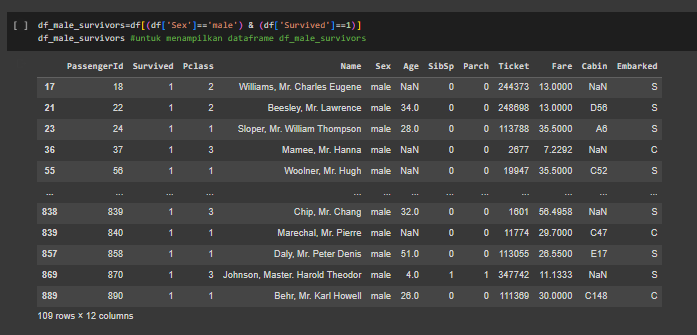 [ ] df_male_survivors=df[(df['Sex']=='male') & (df['Survived']==1)]
df_male_survivors #untuk menampilkan dataframe df_male_survivors
PassengerId Survived Pclass Name Sex Age SibSp Parch Ticket Fare Cabin Embarked
17 18 1 2 Williams, Mr. Charles Eugene male NaN 0 0 244373 13.0000 NaN S
21 22 1 2 Beesley, Mr. Lawrence male 34.0 0 0 248698 13.0000 D56 S
23 24 1 1 Sloper, Mr. William Thompson male 28.0 0 0 113788 35.5000 A6 S
36 37 1 3 Mamee, Mr. Hanna male NaN 0 0 2677 7.2292 NaN C
55 56 1 1 Woolner, Mr. Hugh male NaN 0 0 19947 35.5000 C52 S
... ... ... ... ... ... ... ... ... ... ... ... ...
838 839 1 3 Chip, Mr. Chang male 32.0 0 0 1601 56.4958 NaN S
839 840 1 1 Marechal, Mr. Pierre male NaN 0 0 11774 29.7000 C47 C
857 858 1 1 Daly, Mr. Peter Denis male 51.0 0 0 113055 26.5500 E17 S
869 870 1 3 Johnson, Master. Harold Theodor male 4.0 1 1 347742 11.1333 NaN S
889 890 1 1 Behr, Mr. Karl Howell male 26.0 0 0 111369 30.0000 C148 C
109 rows × 12 columns